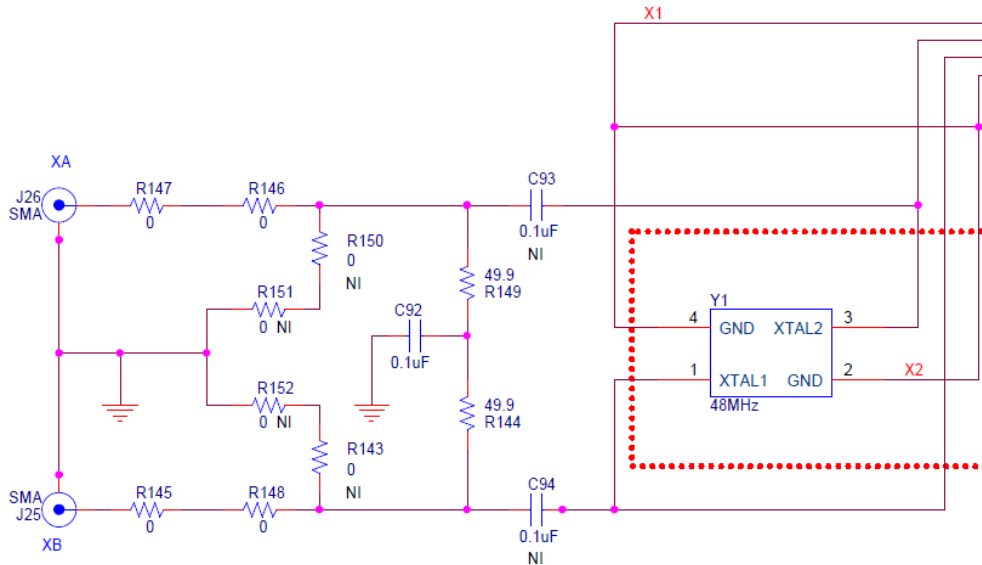 X1
XA
J26
SMA
R147
0
R146
0
C93
0.1uF
NI
R150
0
NI
49.9
R149
R151
0 NI
C92
0.1uF
Y1
4
GND
XTAL2
3
1
XTAL1
GND
2
X2
48MHz
R152
0 NI
49.9
R144
R143
0
NI
SMA
J25
R145
0
R148
0
C94
0.1uF
NI
XB